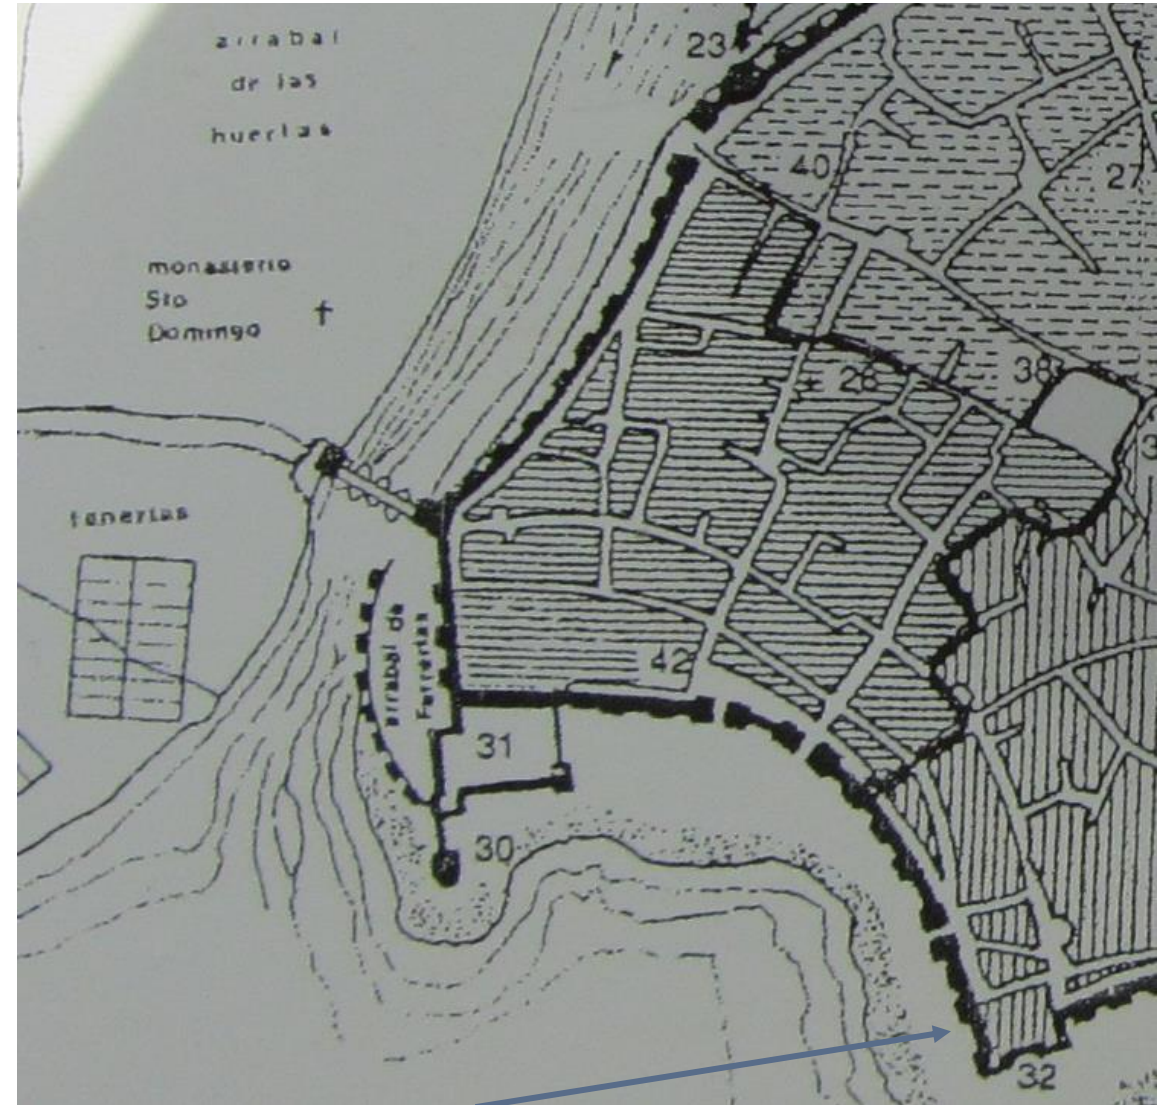 arrabal
de las
huertas
23
40
27
monasterio
Sto
Domingo
28
38
3
tenerias
arrabal de
Ferrerias
42
31
30
32